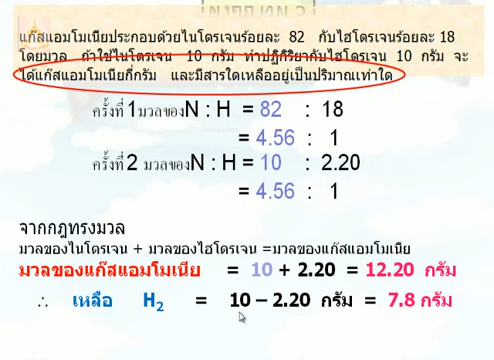 แก๊สแอมโมเนียประกอบด้วยไนโตรเจนร้อยละ 82 กับไฮโดรเจนร้อยละ 18
โดยมวล ถ้าใช้ไนโตรเจน 10 กรัม ทำปฏิกิริยากับไฮโดรเจน 10 กรัม จะ
ได้แก๊สแอมโมเนียกี่กรัม และมีสารใดเหลืออยู่เป็นปริมาณเท่าใด
ครั้งที่ 1 มวลของ N : H = 82 : 18
= 4.56 : 1
ครั้งที่ 2 มวลของ N : H = 10 : 2.20
= 4.56 : 1
จากกฎทรงมวล
มวลของไนโตรเจน + มวลของไฮโดรเจน =มวลของแก๊สแอมโมเนีย
มวลของแก๊สแอมโมเนีย = 10 + 2.20 = 12.20 กรัม
∴ เหลือ H₂ = 10 – 2.20 กรัม = 7.8 กรัม